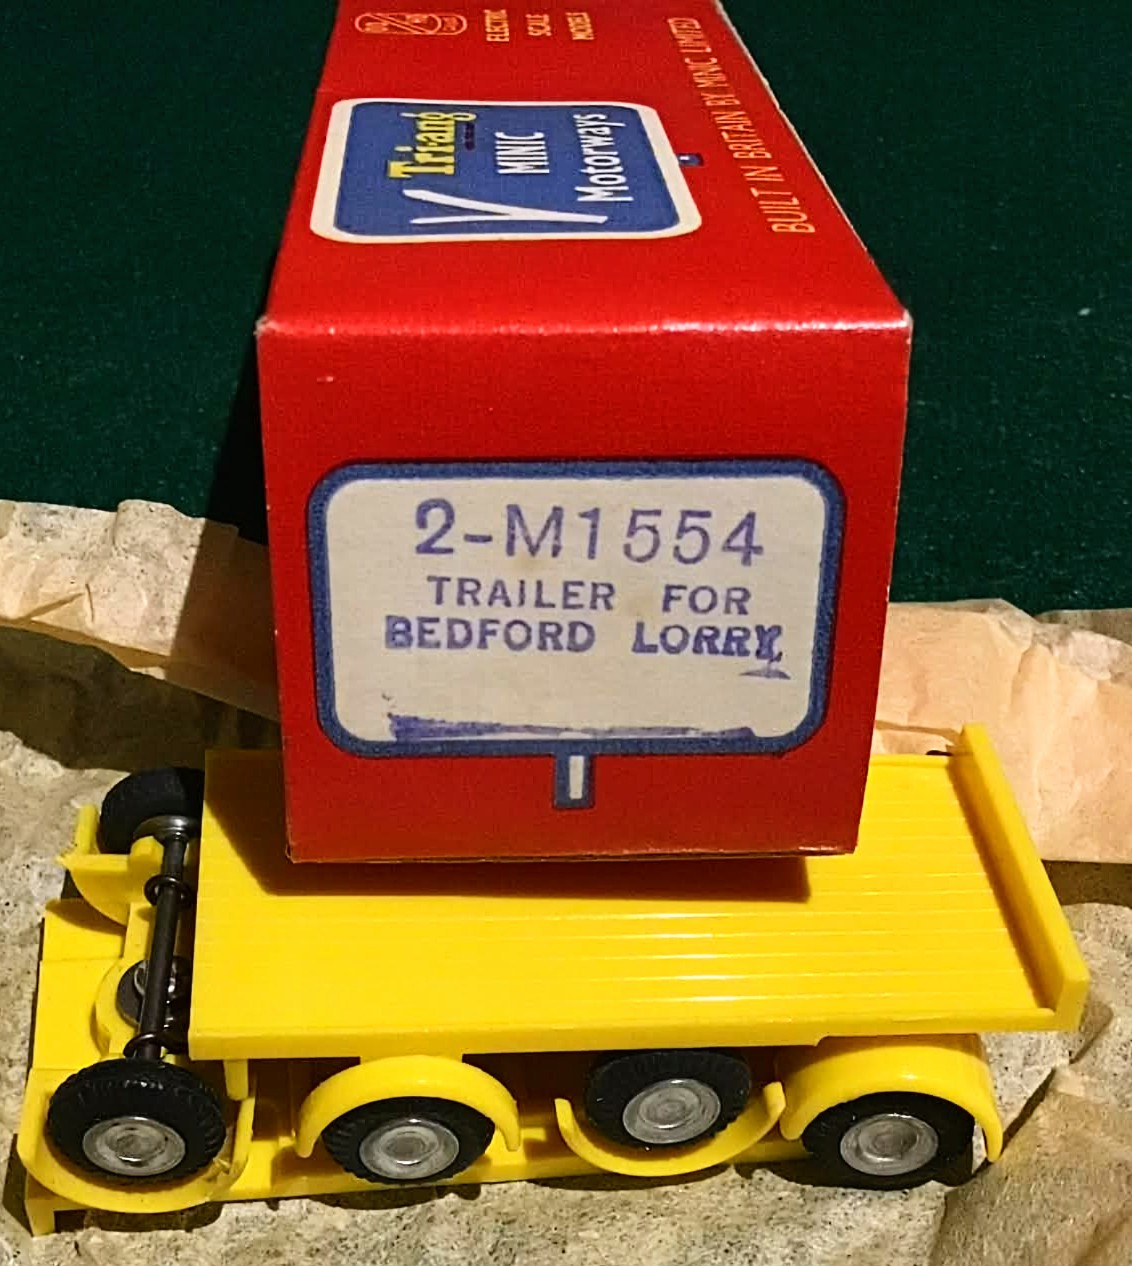 ELECTRIC
SCALE
MODELS
Triang
MINIC
Motorways
BUILT IN BRITAIN BY MINIC LIMITED
2-M1554
TRAILER FOR
BEDFORD LORRY